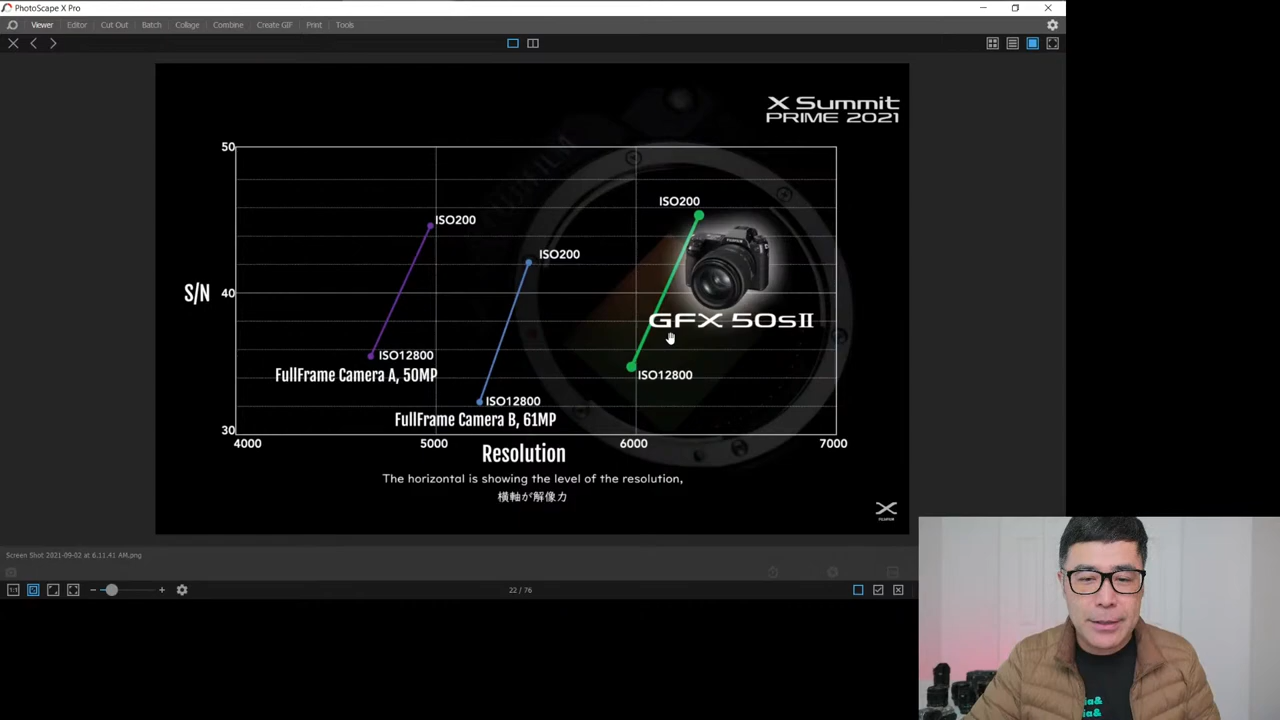 PhotoScape X Pro
Viewer Editor Cut Out Batch Collage Combine Create GIF Print Tools
X Summit
PRIME 2021
50
ISO200
ISO200
ISO200
S/N
40
GFX 50SII
ISO12800
FullFrame Camera A, 50MP
ISO12800
ISO12800
FullFrame Camera B, 61MP
30
4000 5000 6000 7000
Resolution
The horizontal is showing the level of the resolution,
横軸が解像力
Screen Shot 2021-09-02 at 6.11.41 AM.png
22 / 76